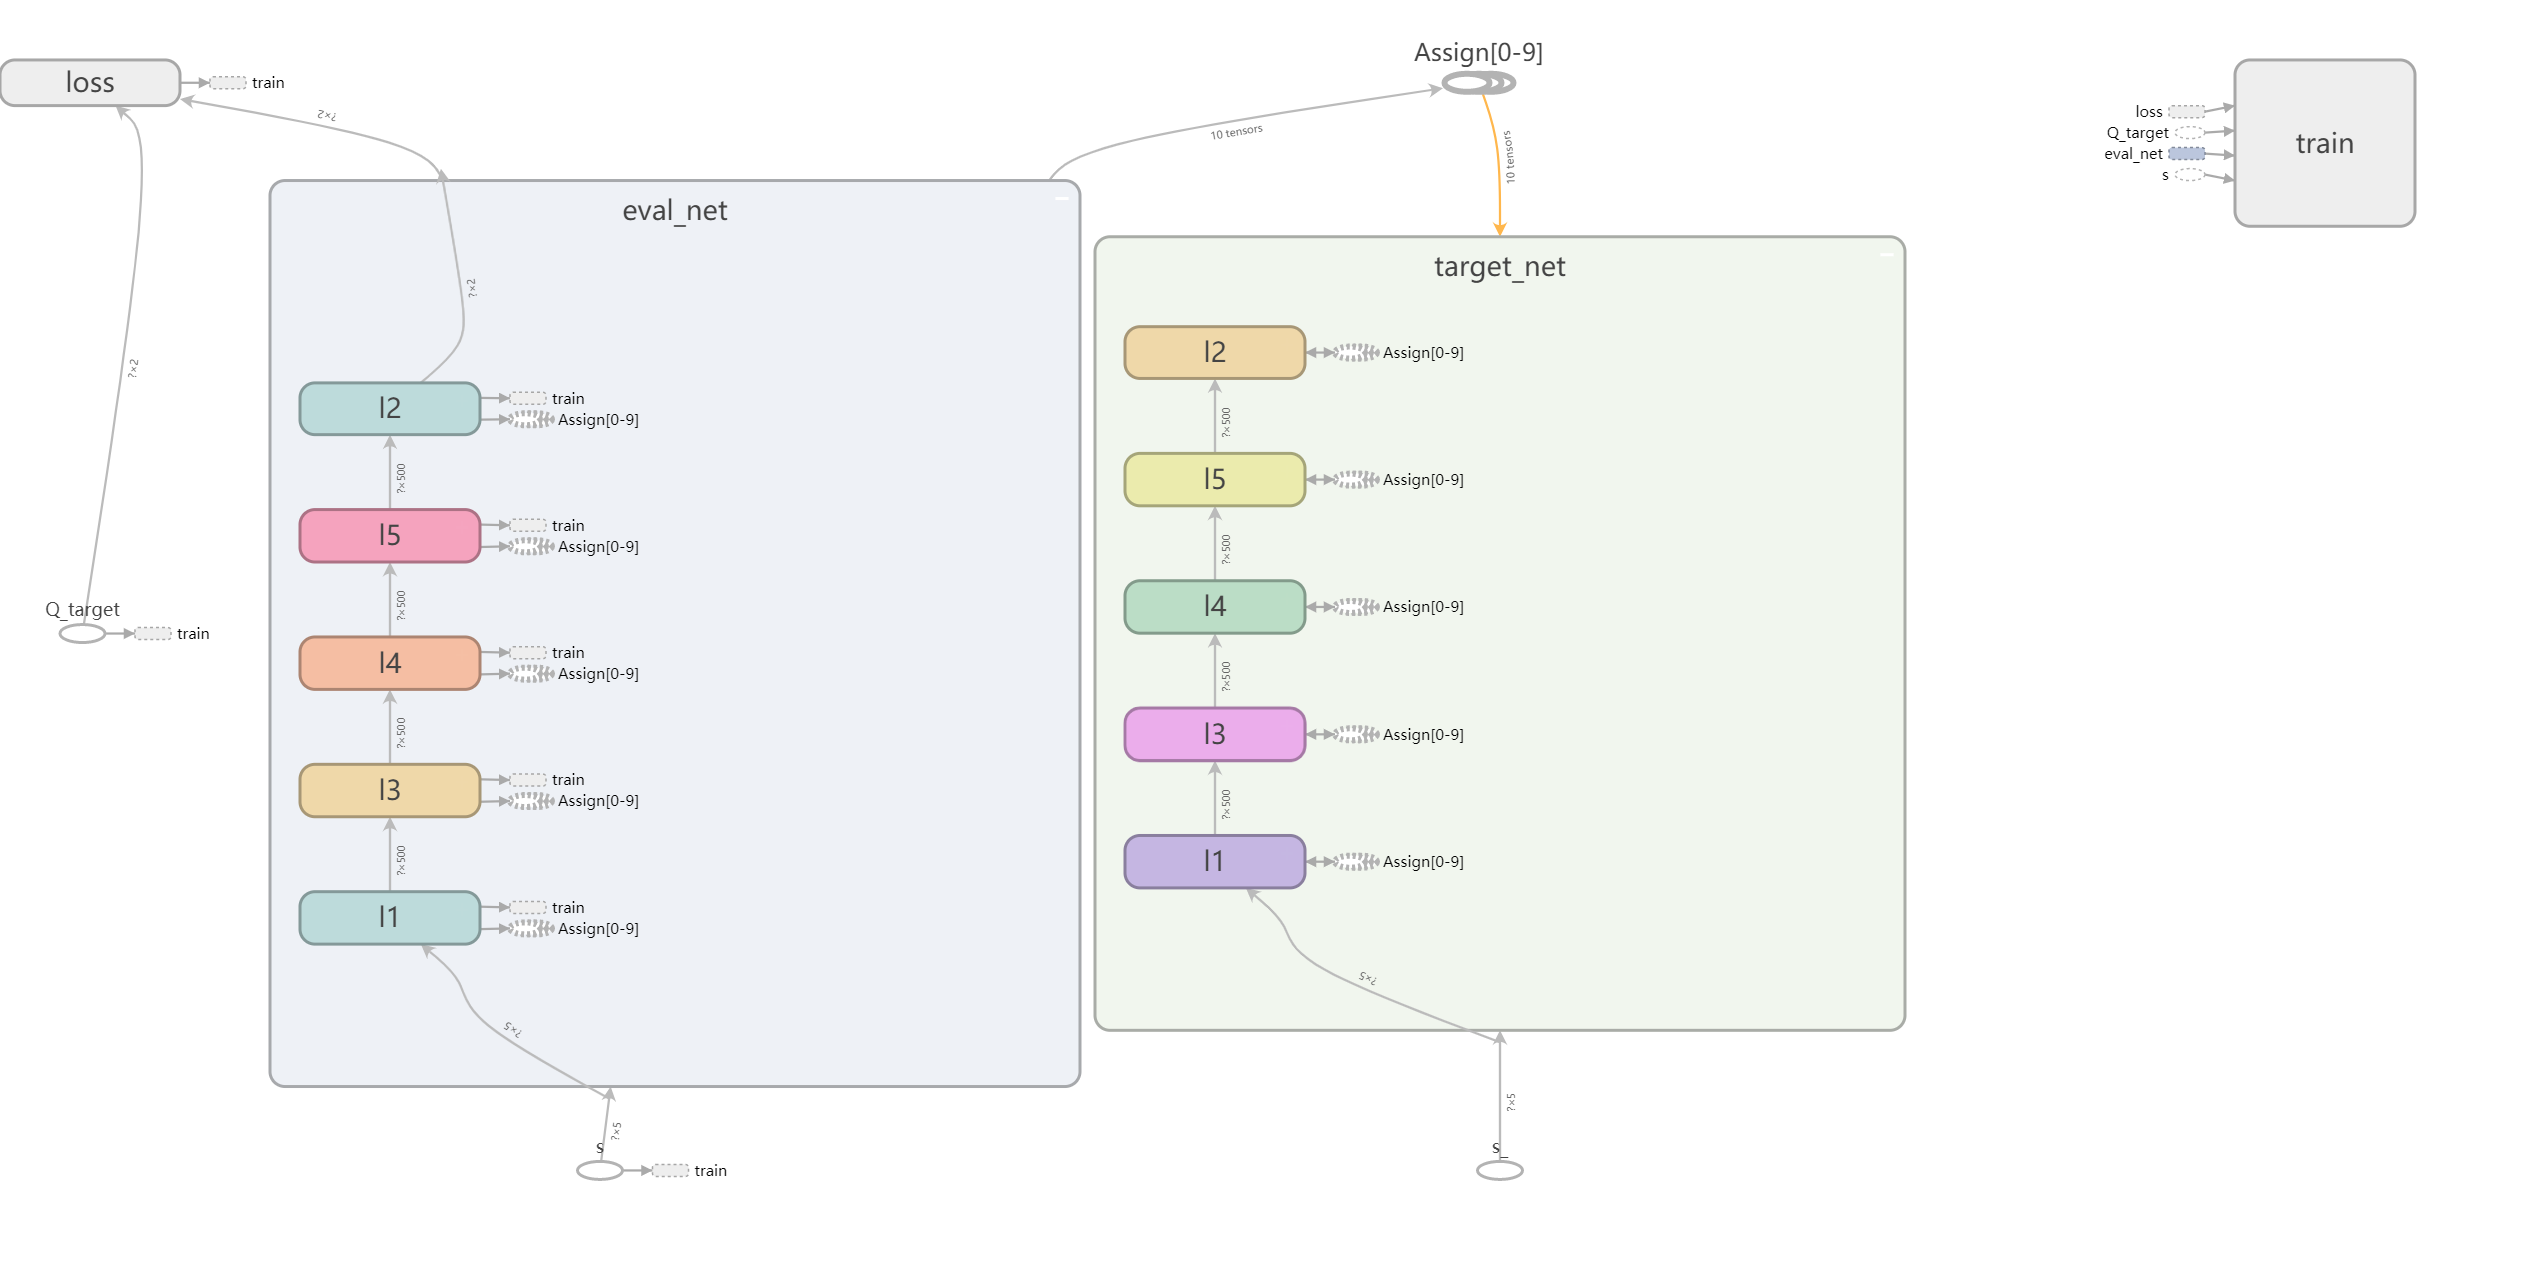 loss
train
?×2
Assign[0-9]
10 tensors
10 tensors
loss
Q_target
eval_net
s
train
?×2
Q_target
train
eval_net
?×2
l2
train
Assign[0-9]
?×500
l5
train
Assign[0-9]
?×500
l4
train
Assign[0-9]
?×500
l3
train
Assign[0-9]
?×500
l1
train
Assign[0-9]
?×5
?×5
s
train
target_net
l2
Assign[0-9]
?×500
l5
Assign[0-9]
?×500
l4
Assign[0-9]
?×500
l3
Assign[0-9]
?×500
l1
Assign[0-9]
?×5
?×5
s_